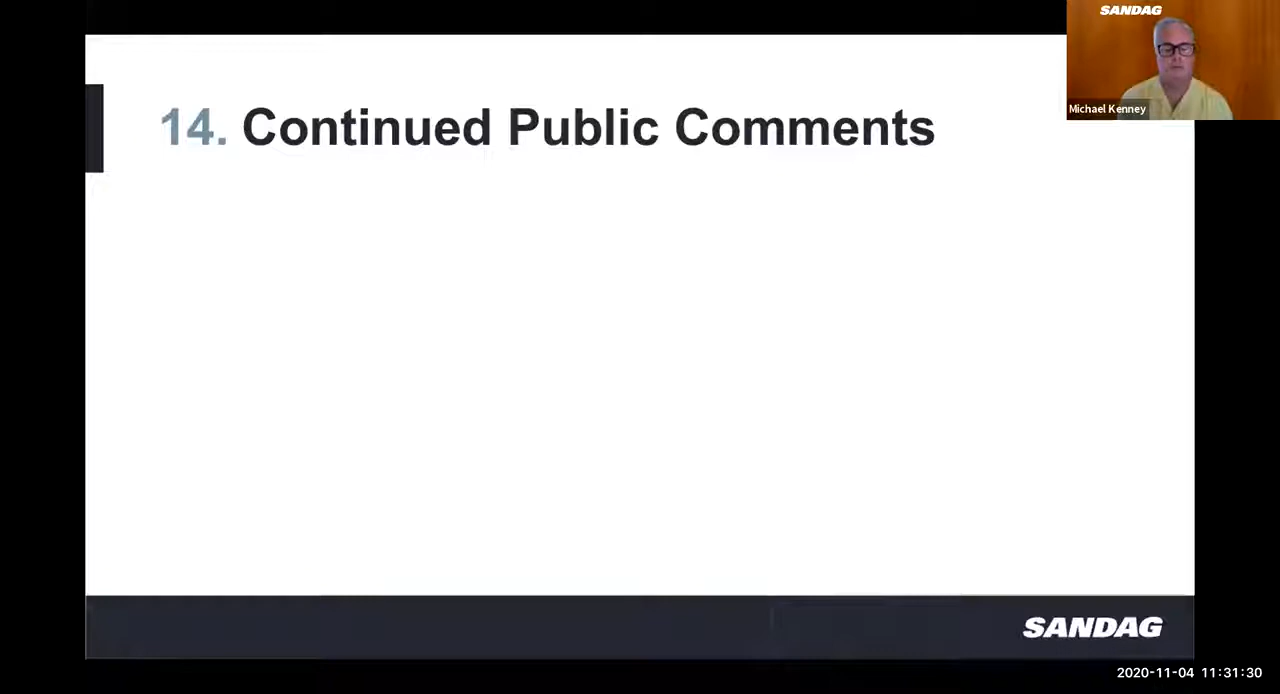 SANDAG
Michael Kenney
14. Continued Public Comments
SANDAG
2020-11-04 11:31:30